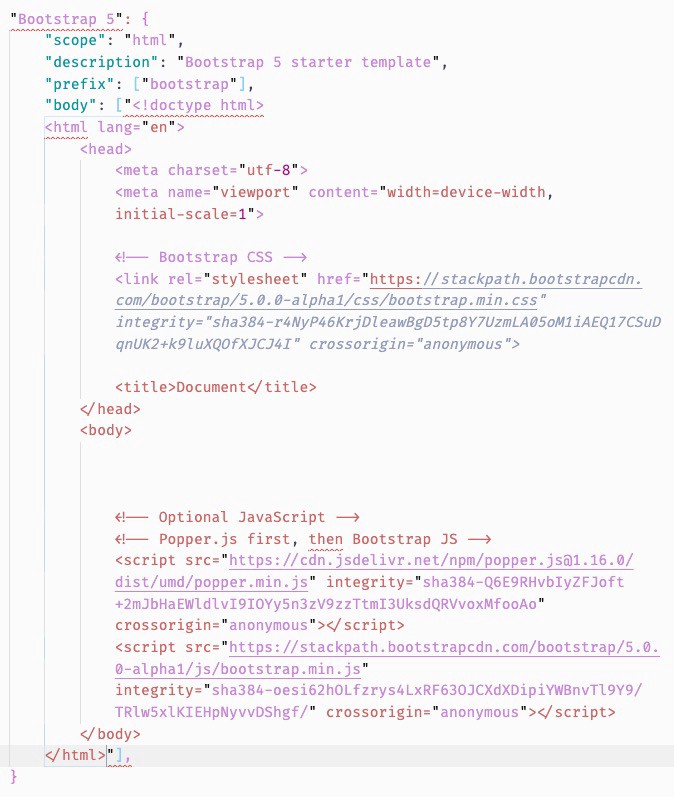 "Bootstrap 5": {
"scope": "html",
"description": "Bootstrap 5 starter template",
"prefix": ["bootstrap"],
"body": ["<!doctype html>
<html lang="en">
<head>
<meta charset="utf-8">
<meta name="viewport" content="width=device-width,
initial-scale=1">
<!-- Bootstrap CSS -->
<link rel="stylesheet" href="https://stackpath.bootstrapcdn.
com/bootstrap/5.0.0-alpha1/css/bootstrap.min.css"
integrity="sha384-r4NyP46KrjDleawBgD5tp8Y7UzmLA05oM1iAEQ17CSuD
qnUK2+k9luXQOfXJCJ4I" crossorigin="anonymous">
<title>Document</title>
</head>
<body>
<!-- Optional JavaScript -->
<!-- Popper.js first, then Bootstrap JS -->
<script src="https://cdn.jsdelivr.net/npm/popper.js@1.16.0/
dist/umd/popper.min.js" integrity="sha384-Q6E9RHvbIyZFJoft
+2mJbHaEWldlvI9IOYy5n3zV9zzTtmI3UksdQRVvoxMfooAo"
crossorigin="anonymous"></script>
<script src="https://stackpath.bootstrapcdn.com/bootstrap/5.0.
0-alpha1/js/bootstrap.min.js"
integrity="sha384-oesi62hOLfzrys4LxRF63OJCXdXDipiYWBnvTl9Y9/
TRlw5xlKIEHpNyvvDShgf/" crossorigin="anonymous"></script>
</body>
</html>"],
}